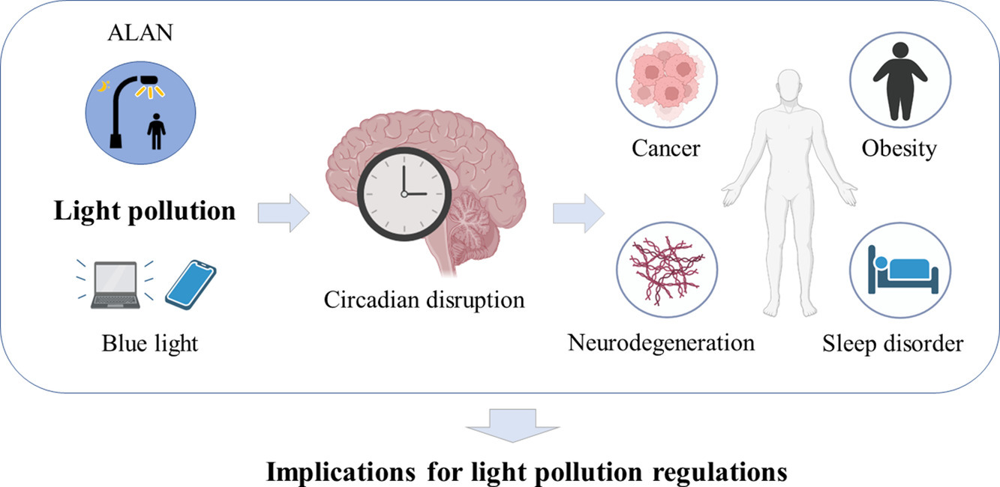 ALAN
Light pollution
Blue light
Circadian disruption
Cancer
Obesity
Neurodegeneration
Sleep disorder
Implications for light pollution regulations